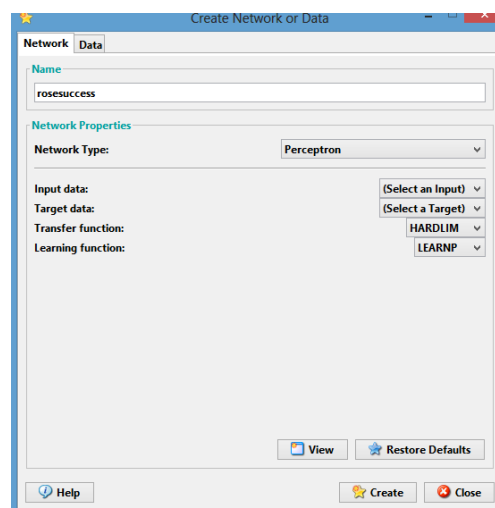 Create Network or Data
Network Data
Name
rosesuccess
Network Properties
Network Type: Perceptron
Input data: (Select an Input)
Target data: (Select a Target)
Transfer function: HARDLIM
Learning function: LEARNP
View Restore Defaults
Help Create Close